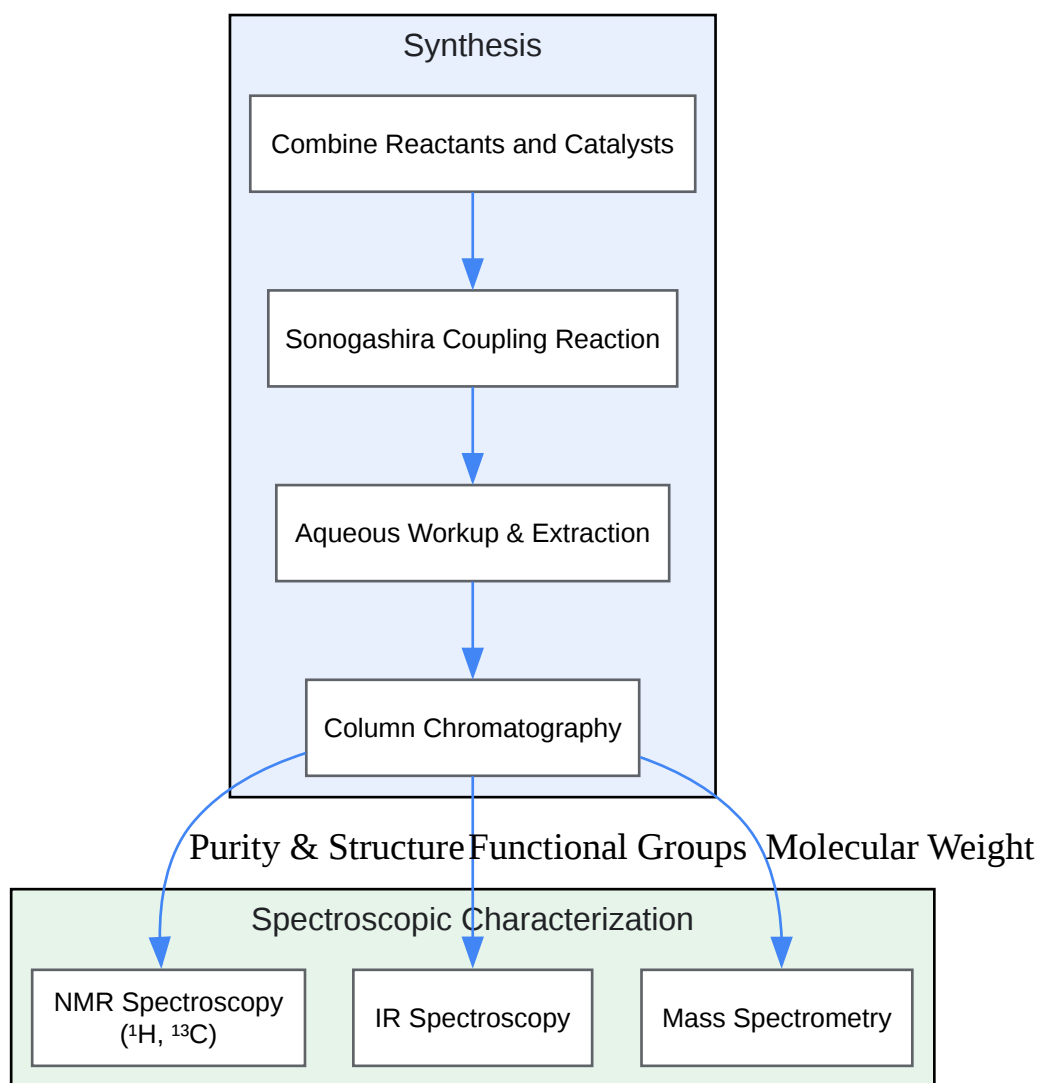 Synthesis
Combine Reactants and Catalysts
Sonogashira Coupling Reaction
Aqueous Workup & Extraction
Column Chromatography
Purity & Structure
Functional Groups
Molecular Weight
Spectroscopic Characterization
NMR Spectroscopy
(¹H, ¹³C)
IR Spectroscopy
Mass Spectrometry